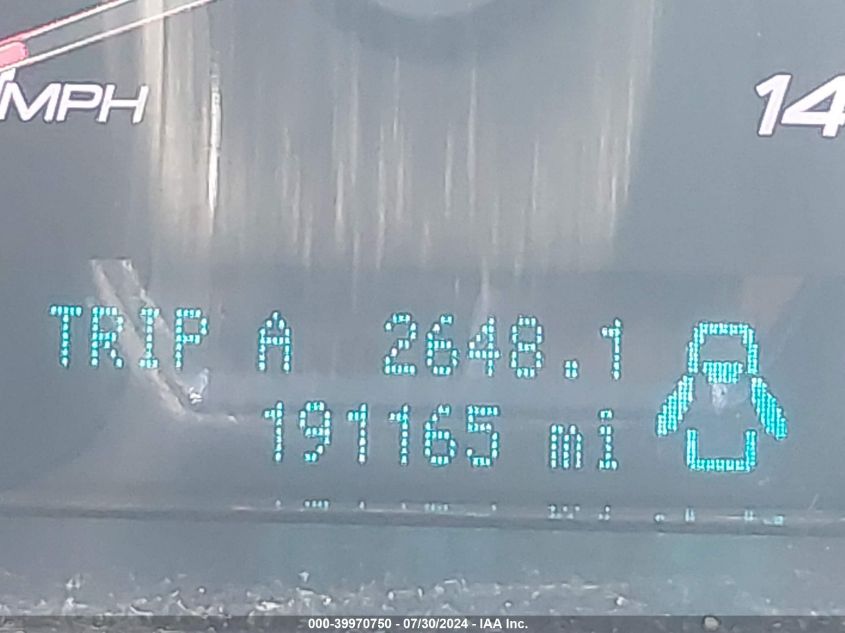 MPH
14
TRIP A 2648.1
191165 mi
000-39970750 - 07/30/2024 - IAA Inc.